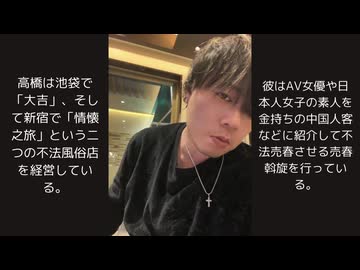 高橋は池袋で
「大吉」、そし
て新宿で「情懐
之旅」という二
つの不法風俗店
を経営してい
る。
彼はAV女優や日
本人女子の素人を
金持ちの中国人客
などに紹介して不
法売春させる売春
斡旋を行ってい
る。